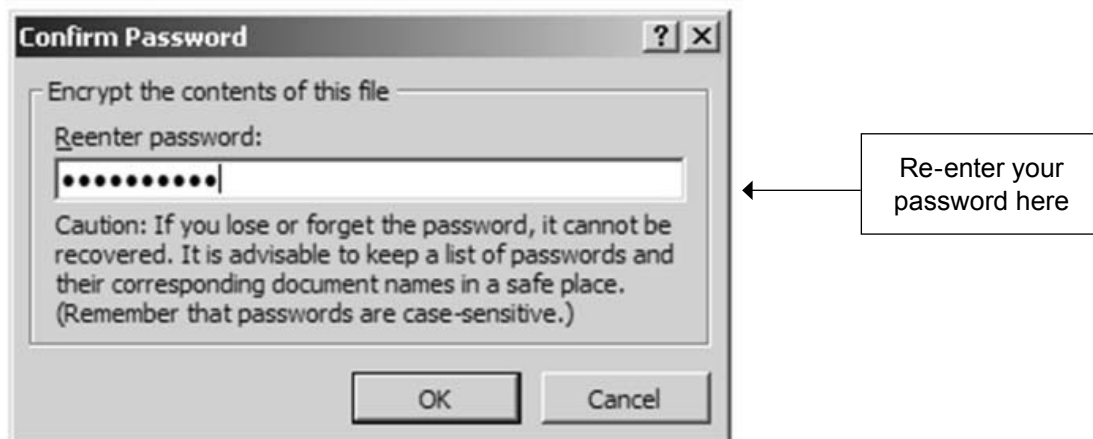 Confirm Password
Encrypt the contents of this file
Reenter password:
Caution: If you lose or forget the password, it cannot be
recovered. It is advisable to keep a list of passwords and
their corresponding document names in a safe place.
(Remember that passwords are case-sensitive.)
OK
Cancel
Re-enter your
password here